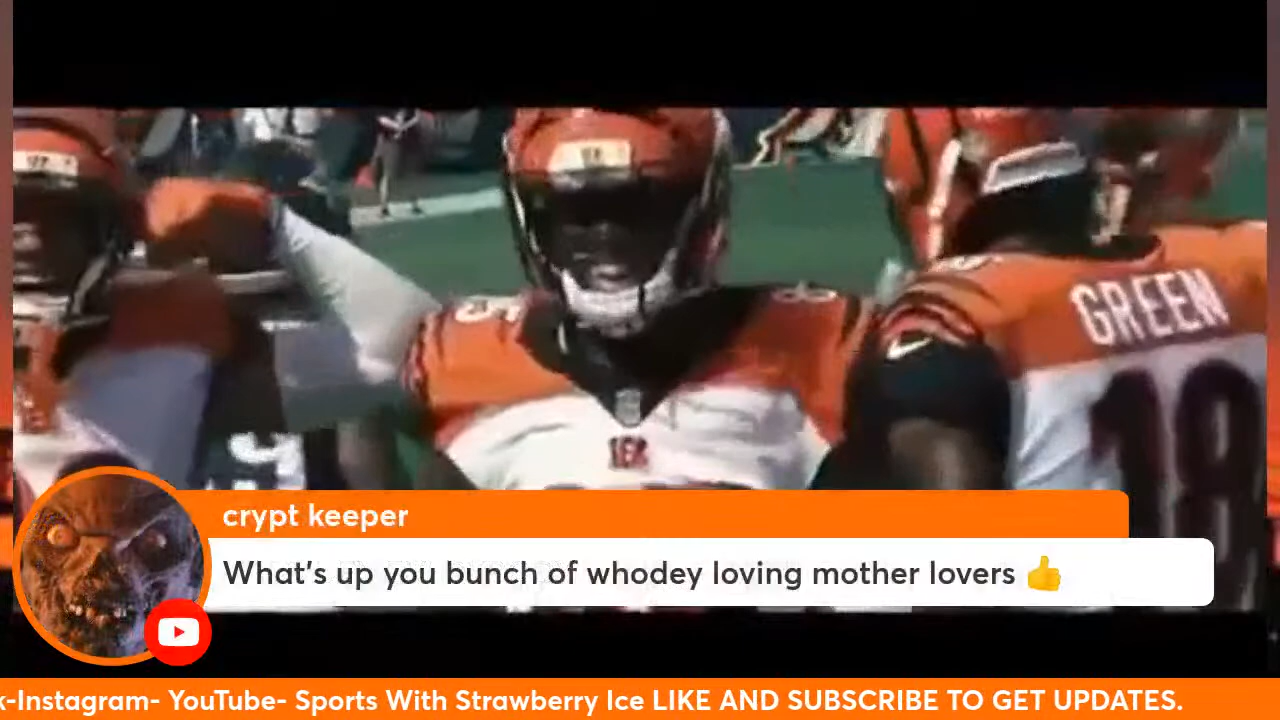 GREEN
18
crypt keeper
What's up you bunch of whodey loving mother lovers 👍
k-Instagram- YouTube- Sports With Strawberry Ice LIKE AND SUBSCRIBE TO GET UPDATES.